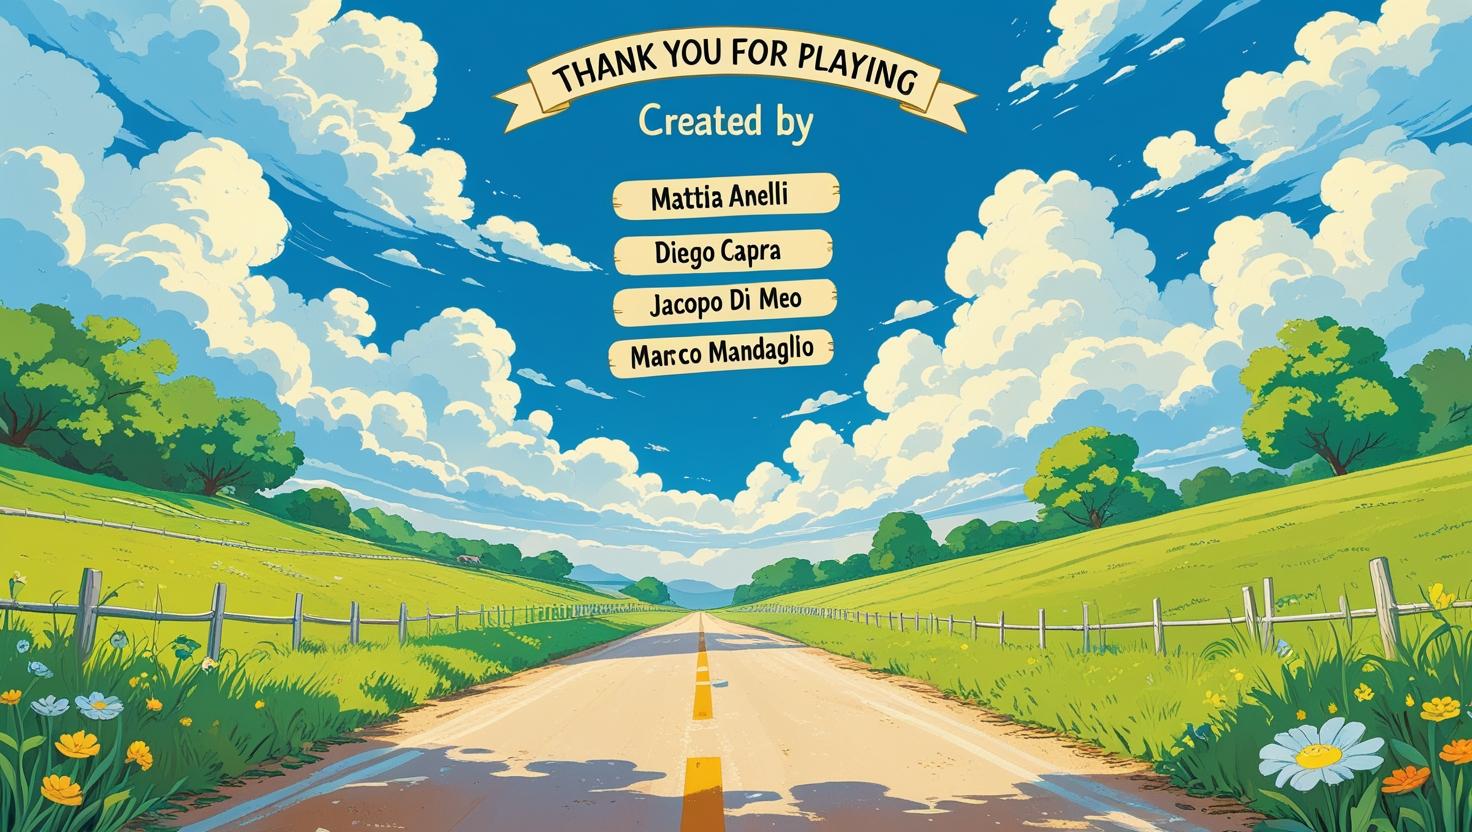 THANK YOU FOR PLAYING
Created by
Mattia Anelli
Diego Capra
Jacopo Di Meo
Marco Mandaglio